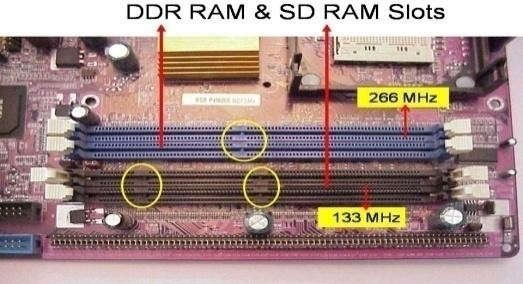 DDR RAM & SD RAM Slots
266 MHz
133 MHz